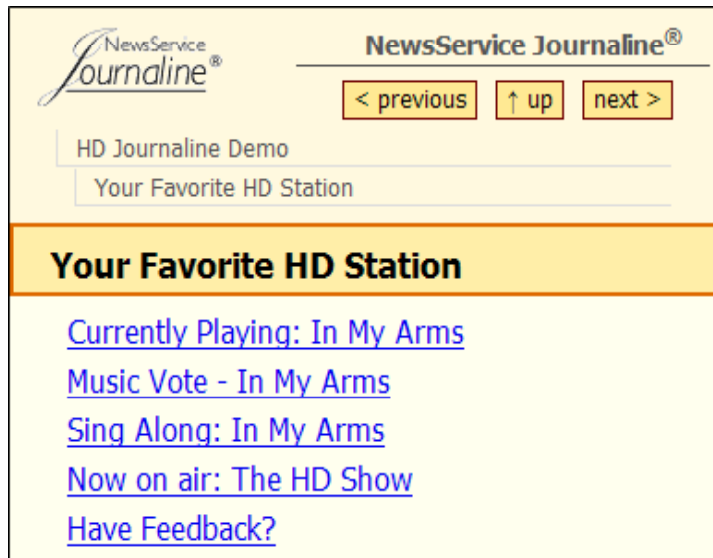 NewsService
Journaline®
NewsService Journaline®
< previous ↑ up next >
HD Journaline Demo
Your Favorite HD Station
Your Favorite HD Station
Currently Playing: In My Arms
Music Vote - In My Arms
Sing Along: In My Arms
Now on air: The HD Show
Have Feedback?